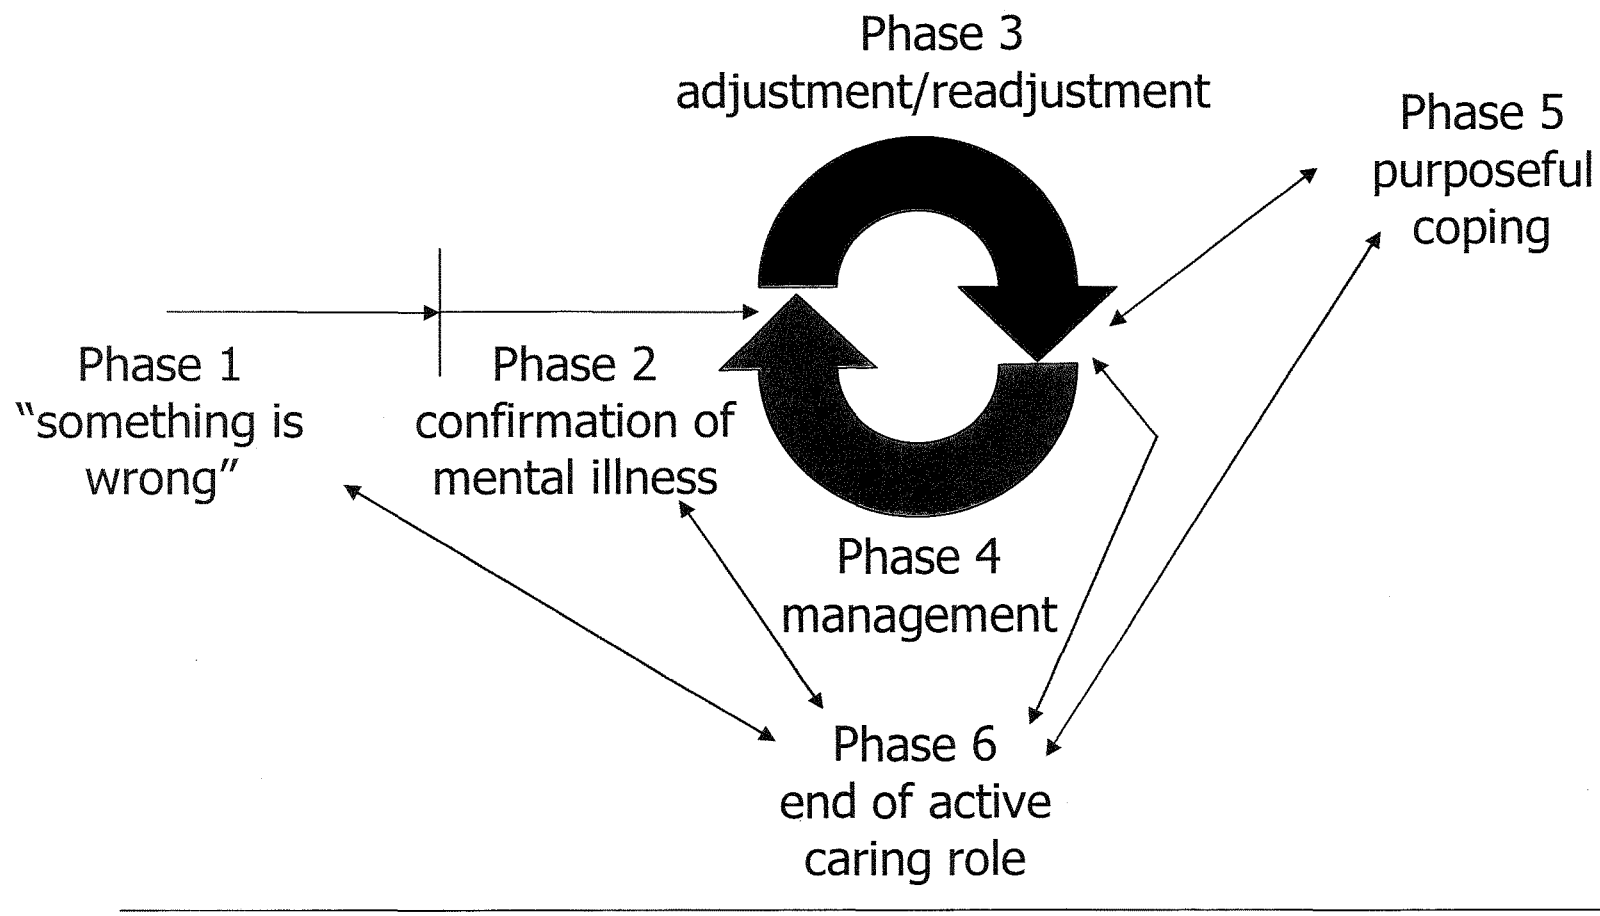 Phase 3
adjustment/readjustment
Phase 5
purposeful
coping
Phase 1
“something is
wrong”
Phase 2
confirmation of
mental illness
Phase 4
management
Phase 6
end of active
caring role